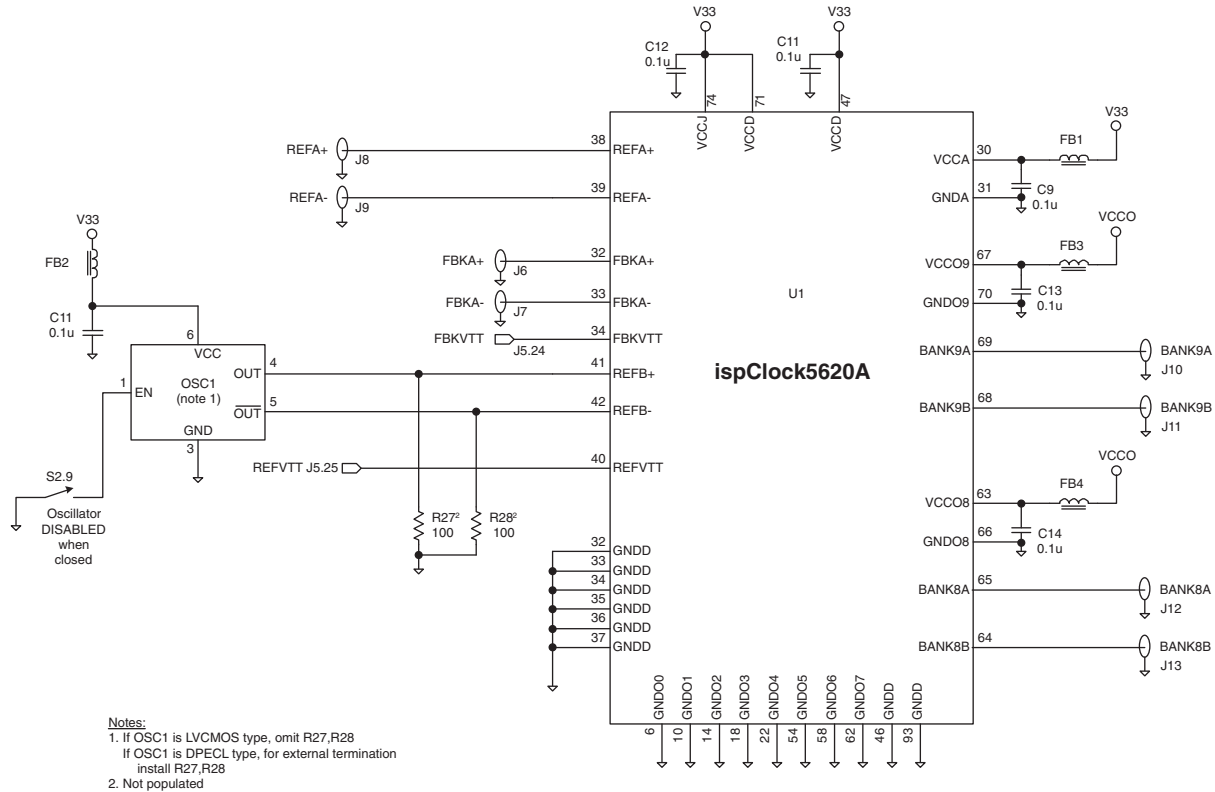 V33
V33
C12
0.1u
C11
0.1u
74
71
47
VCCJ
VCCD
VCCD
V33
REFA+
J8
38
REFA+
30
VCCA
FB1
REFA-
J9
39
REFA-
31
GNDA
C9
0.1u
V33
FB2
VCCO
FBKA+
J6
32
FBKA+
67
VCCO9
FB3
FBKA-
J7
33
FBKA-
70
GNDO9
C13
0.1u
U1
C11
0.1u
FBKVTT
J5.24
34
FBKVTT
69
BANK9A
BANK9A
J10
6
VCC
1
EN
OSC1
(note 1)
OUT
4
OUT
5
GND
3
41
REFB+
42
REFB-
ispClock5620A
68
BANK9B
BANK9B
J11
REFVTT J5.25
40
REFVTT
VCCO
S2.9
Oscillator
DISABLED
when
closed
63
VCCO8
FB4
R27²
100
R28²
100
66
GNDO8
C14
0.1u
32
GNDD
33
GNDD
34
GNDD
35
GNDD
36
GNDD
37
GNDD
65
BANK8A
BANK8A
J12
64
BANK8B
BANK8B
J13
GNDO0
GNDO1
GNDO2
GNDO3
GNDO4
GNDO5
GNDO6
GNDO7
GNDD
GNDD
6
10
14
18
22
54
58
62
46
93
Notes:
1. If OSC1 is LVCMOS type, omit R27,R28
If OSC1 is DPECL type, for external termination
install R27,R28
2. Not populated